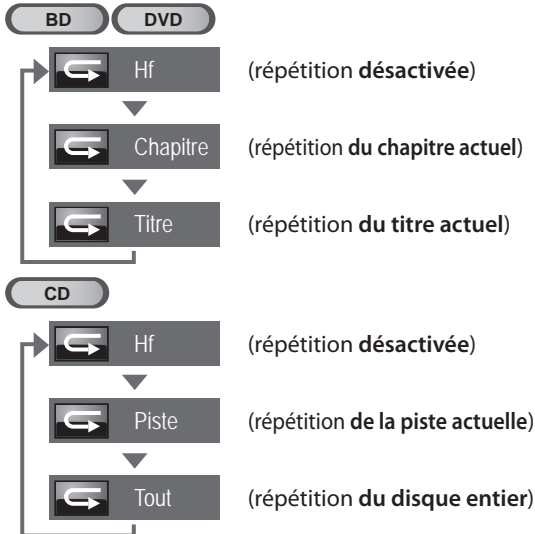 BD DVD
Hf (répétition désactivée)
Chapitre (répétition du chapitre actuel)
Titre (répétition du titre actuel)
CD
Hf (répétition désactivée)
Piste (répétition de la piste actuelle)
Tout (répétition du disque entier)